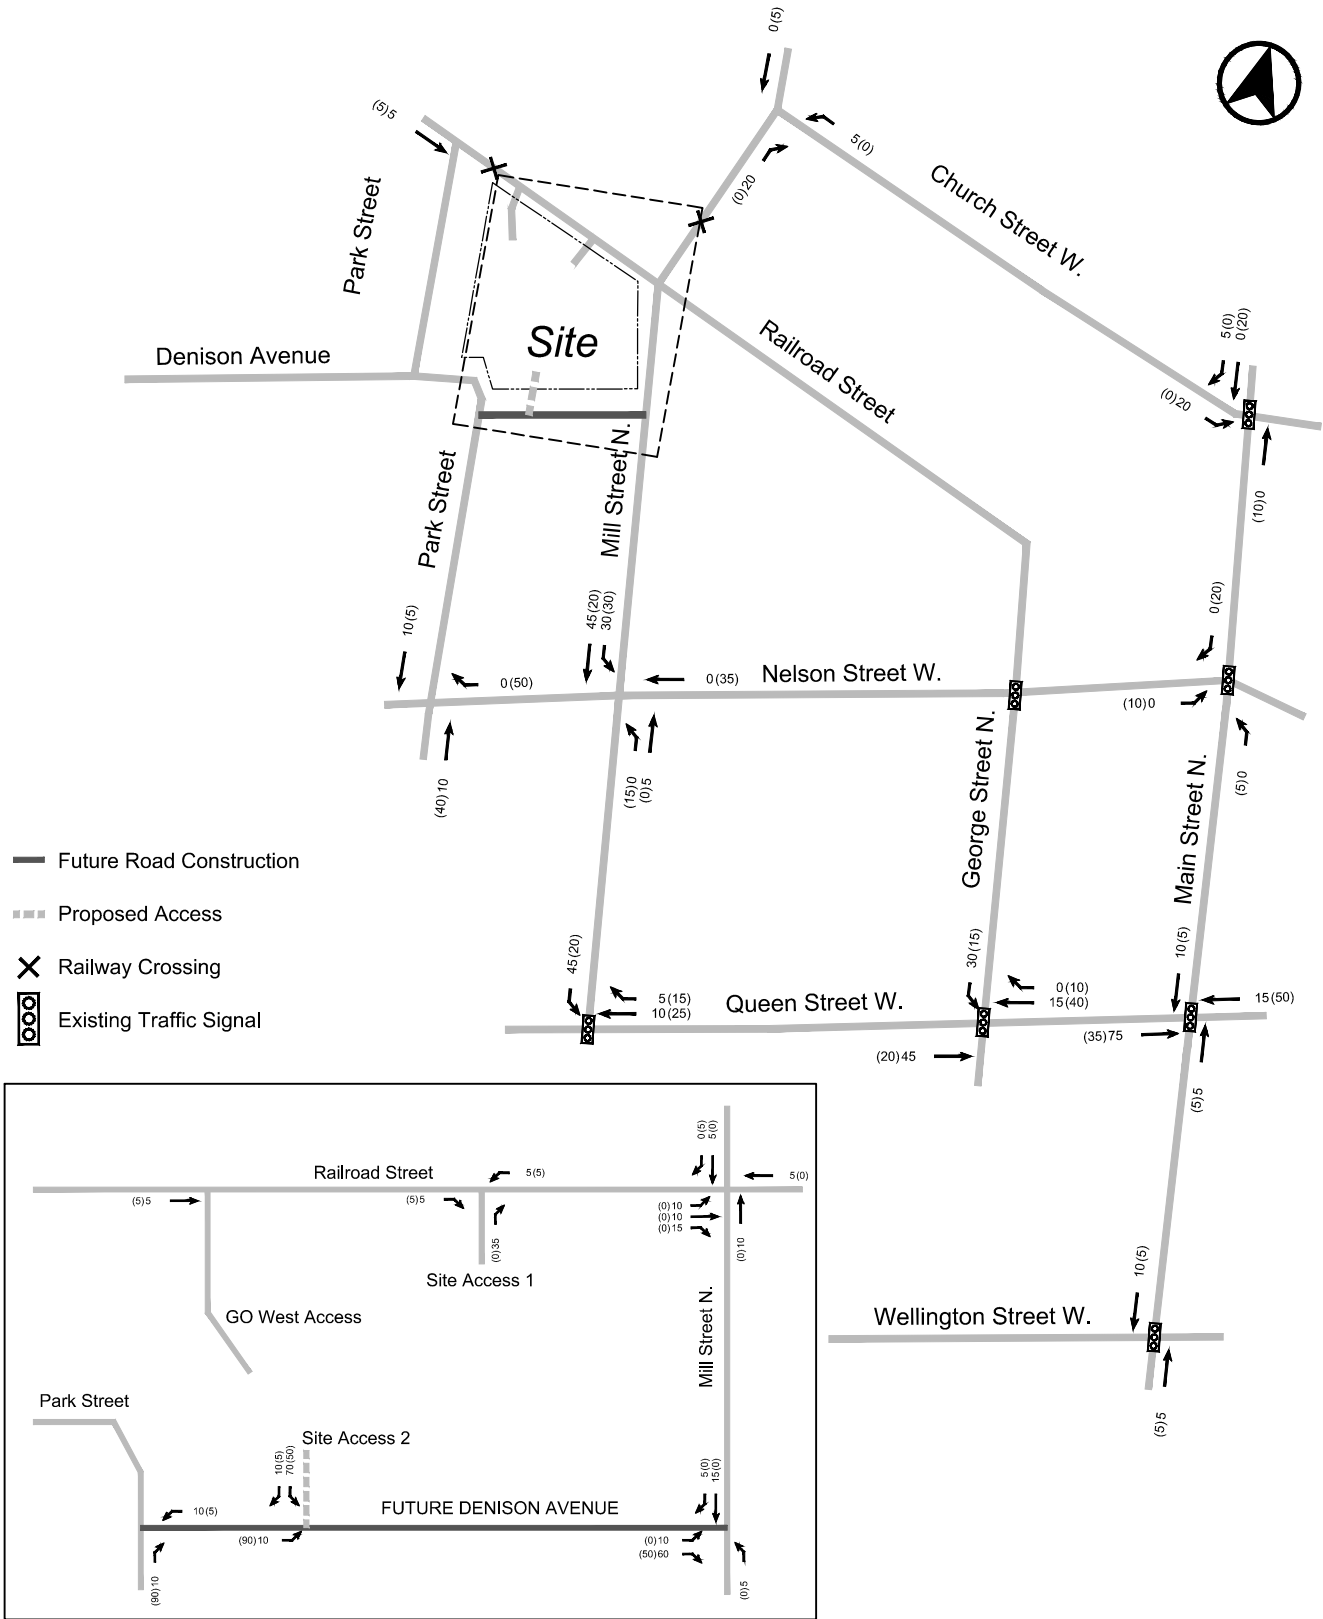 0(5)
(5)5
5(0)
(0)20
Church Street W.
Park Street
5(0)
0(20)
(0)20
Site
Denison Avenue
Railroad Street
(10)0
Park Street
Mill Street N.
10(5)
45(20)
30(30)
0(20)
0(50)
0(35)
Nelson Street W.
(10)0
(40)10
(15)0
(0)5
George Street N.
Main Street N.
(5)0
Future Road Construction
Proposed Access
Railway Crossing
Existing Traffic Signal
45(20)
30(15)
10(5)
5(15)
10(25)
Queen Street W.
0(10)
15(40)
15(50)
(20)45
(35)75
(5)5
0(5)
5(0)
Railroad Street
5(5)
5(0)
(5)5
(5)5
(0)10
(0)10
(0)15
(0)35
(0)10
Site Access 1
GO West Access
Mill Street N.
10(5)
Wellington Street W.
(5)5
Park Street
Site Access 2
10(5)
70(50)
5(0)
15(0)
10(5)
FUTURE DENISON AVENUE
(90)10
(0)10
(50)60
(90)10
(0)5